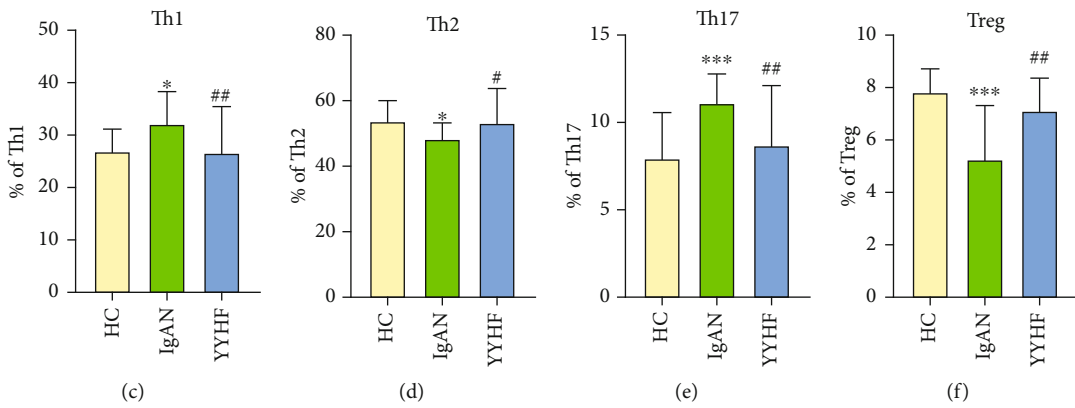 Th1
% of Th1
50
40
30
20
10
0
*
##
HC
IgAN
YYHF
(c)
Th2
% of Th2
80
60
40
20
0
*
#
HC
IgAN
YYHF
(d)
Th17
% of Th17
15
10
5
0
***
##
HC
IgAN
YYHF
(e)
Treg
% of Treg
10
8
6
4
2
0
***
##
HC
IgAN
YYHF
(f)